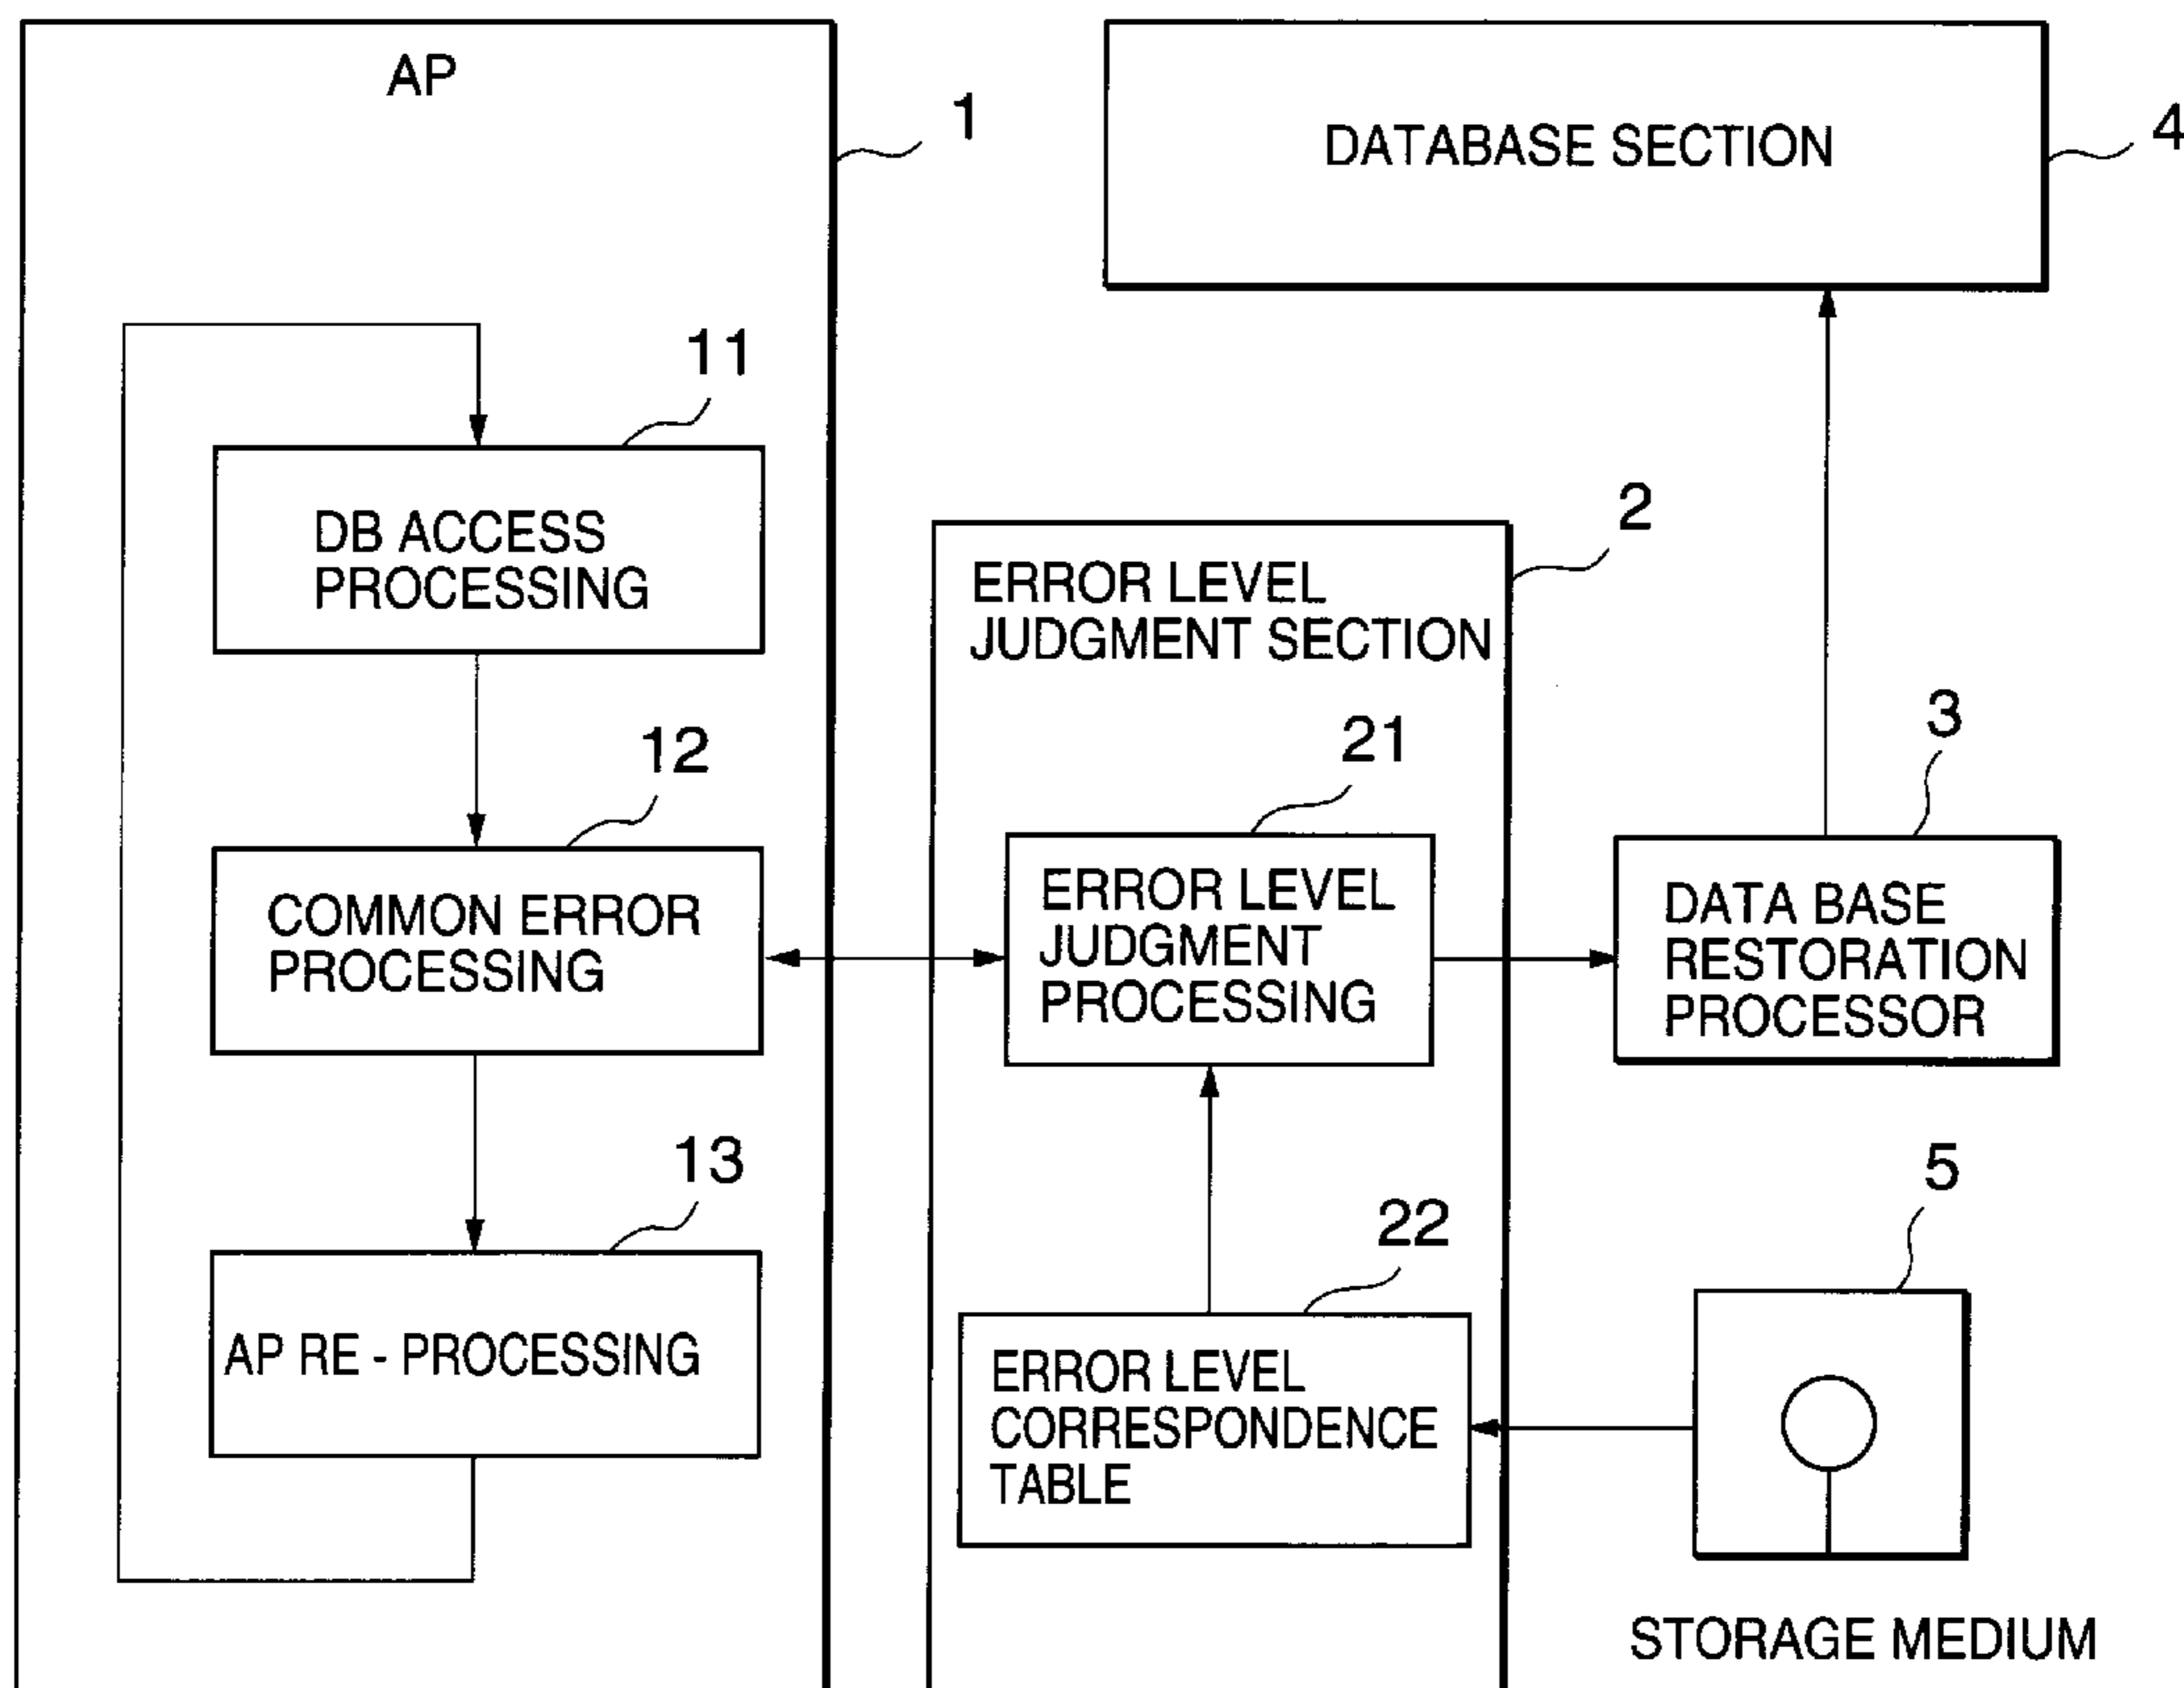 AP
1
DATABASE SECTION
4
11
DB ACCESS
PROCESSING
2
ERROR LEVEL
JUDGMENT SECTION
12
COMMON ERROR
PROCESSING
21
ERROR LEVEL
JUDGMENT
PROCESSING
3
DATA BASE
RESTORATION
PROCESSOR
13
AP RE - PROCESSING
22
ERROR LEVEL
CORRESPONDENCE
TABLE
5
STORAGE MEDIUM